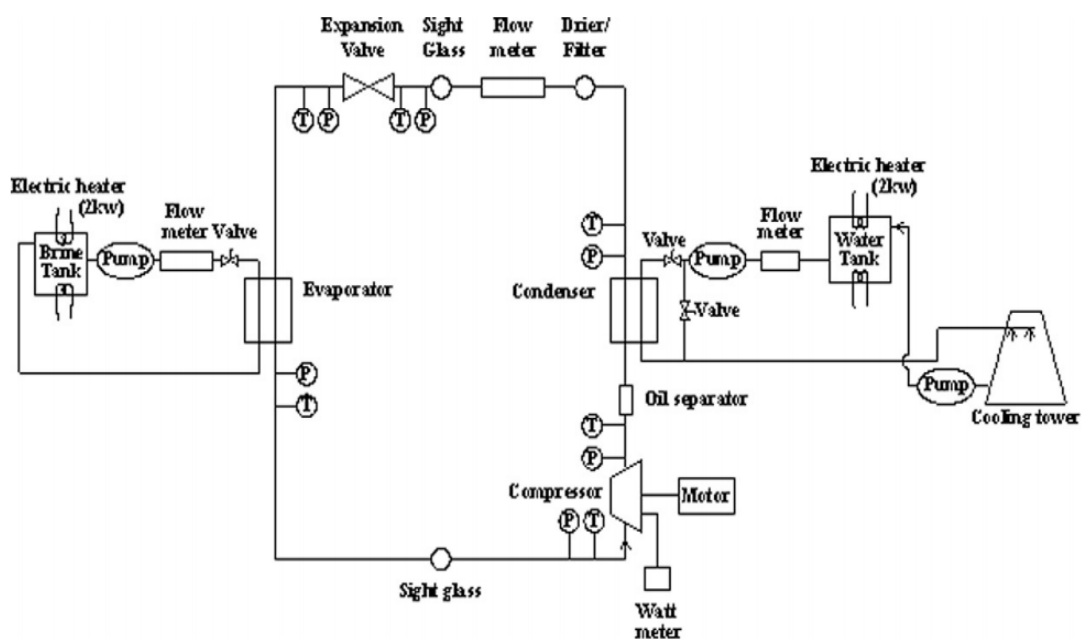 Expansion Valve
Sight Glass
Flow meter
Drier/ Filter
T
P
T
P
Electric heater
(2kw)
Brine Tank
Pump
Flow meter
Valve
Evaporator
P
T
T
P
Condenser
Valve
Pump
Flow meter
Electric heater
(2kw)
Water Tank
Valve
Pump
Cooling tower
Oil separator
T
P
Compressor
Motor
P
T
Sight glass
Watt meter